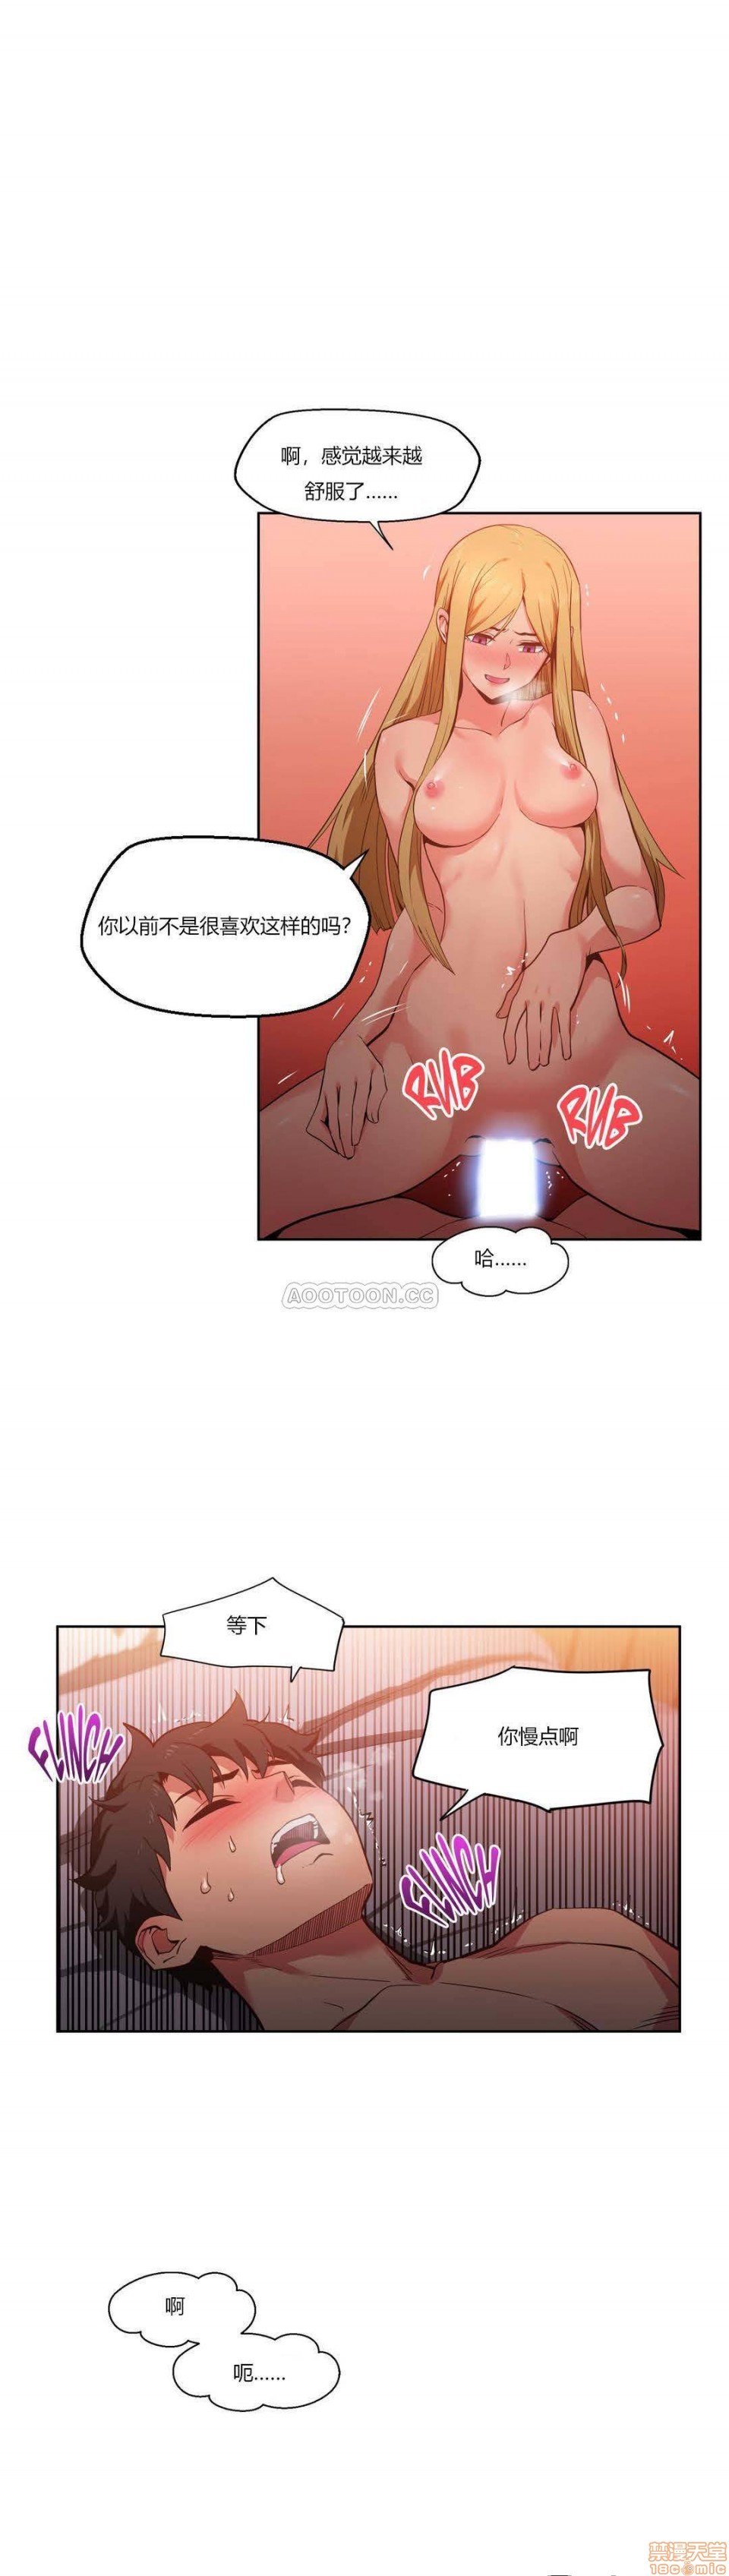 啊，感觉越来越
舒服了……
你以前不是很喜欢这样的吗？
RUB
RUB
哈……
AOOTOON.CC
等下
你慢点啊
FLINCH
FLINCH
啊
呃……
禁漫天堂
18comic